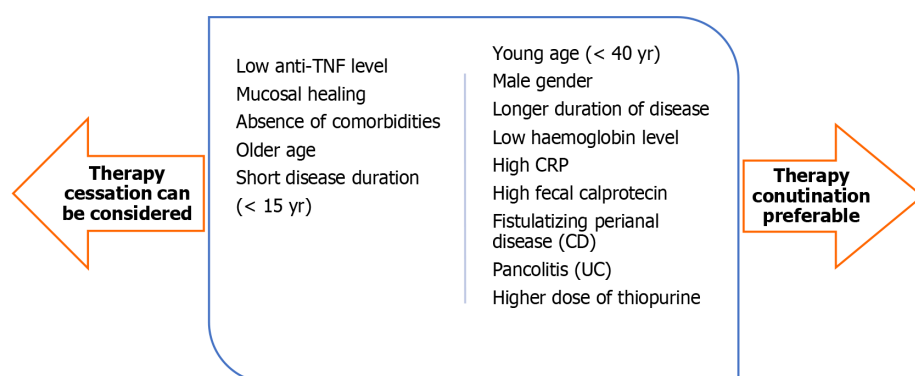 Therapy
cessation can
be considered
Low anti-TNF level
Mucosal healing
Absence of comorbidities
Older age
Short disease duration
(< 15 yr)
Young age (< 40 yr)
Male gender
Longer duration of disease
Low haemoglobin level
High CRP
High fecal calprotecin
Fistulatizing perianal
disease (CD)
Pancolitis (UC)
Higher dose of thiopurine
Therapy
conutination
preferable